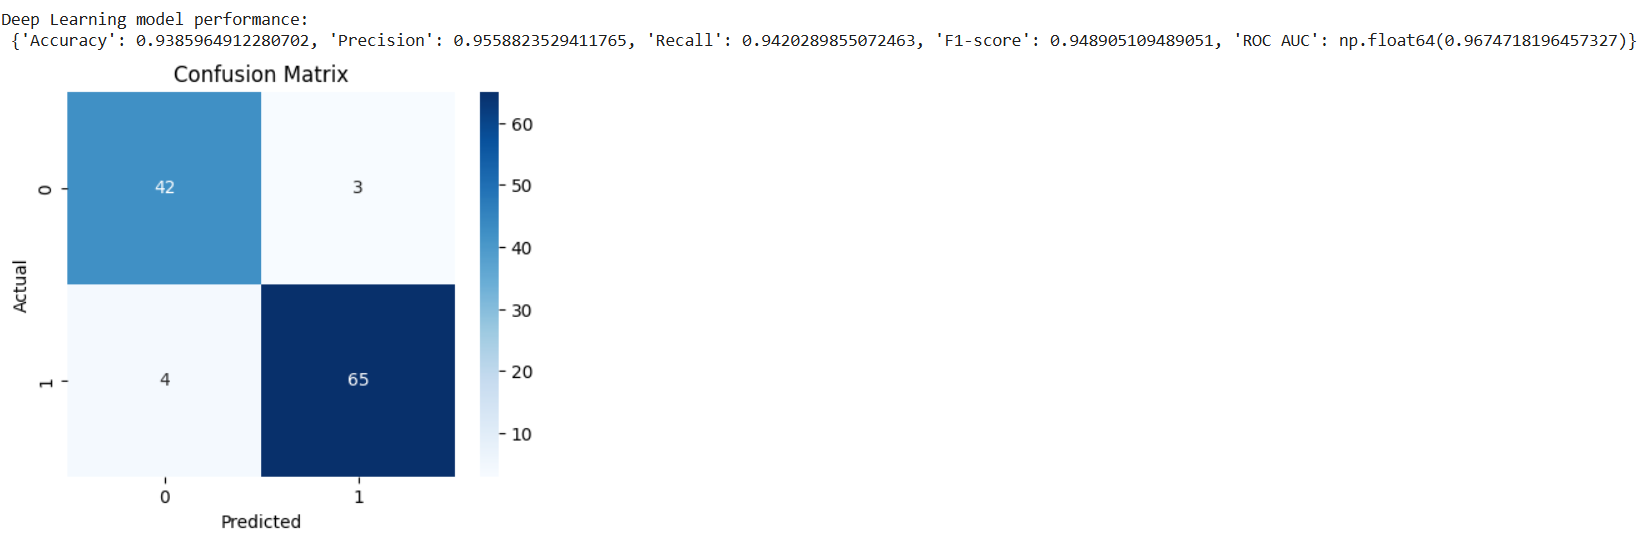 Deep Learning model performance:
{'Accuracy': 0.9385964912280702, 'Precision': 0.9558823529411765, 'Recall': 0.9420289855072463, 'F1-score': 0.948905109489051, 'ROC AUC': np.float64(0.9674718196457327)}
Confusion Matrix
60
0 42 3
50
40
Actual
30
1 4 65
20
10
0 1
Predicted